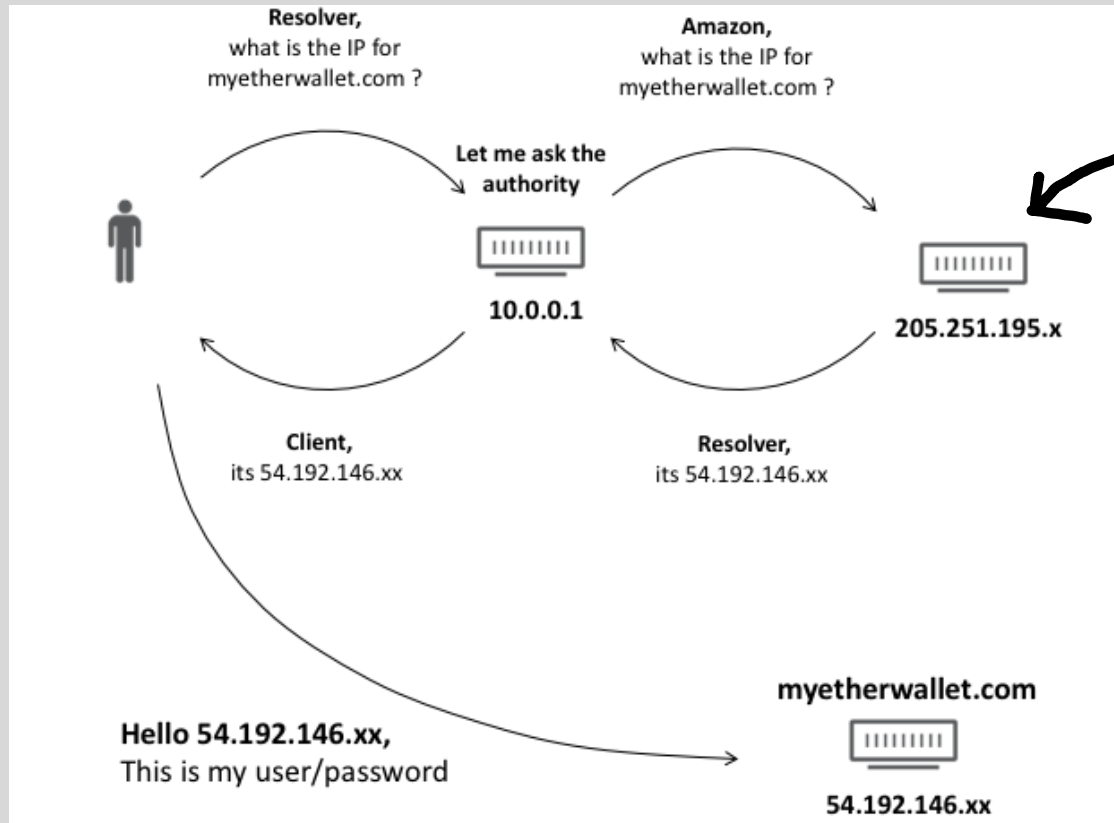 Resolver,
what is the IP for
myetherwallet.com ?
Amazon,
what is the IP for
myetherwallet.com ?
Let me ask the
authority
10.0.0.1
205.251.195.x
Client,
its 54.192.146.xx
Resolver,
its 54.192.146.xx
Hello 54.192.146.xx,
This is my user/password
myetherwallet.com
54.192.146.xx